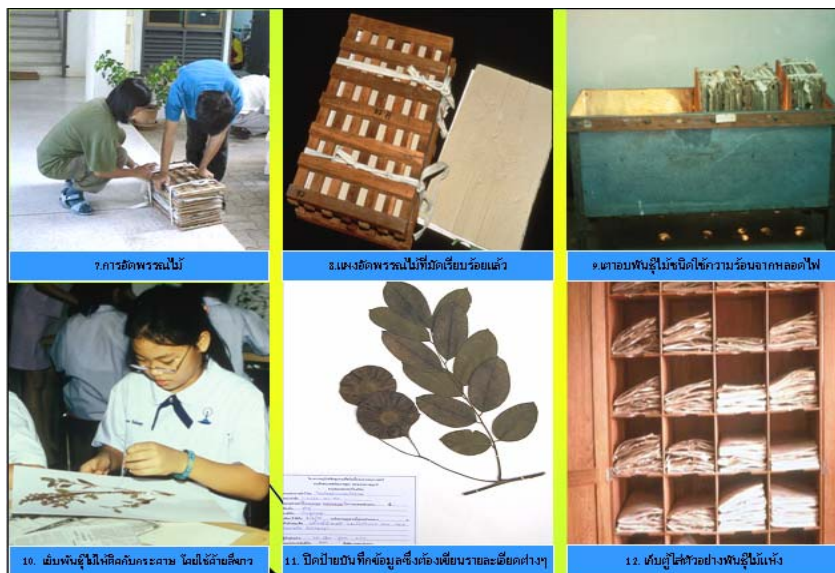 7.การอัดพรรณไม้
8.แผงอัดพรรณไม้ที่มัดเรียบร้อยแล้ว
9.เตาอบพันธุ์ไม้ชนิดใช้ความร้อนจากหลอดไฟ
10. เย็บพันธุ์ไม้ให้ติดกับกระดาษ โดยใช้ด้ายสีขาว
11. ปิดป้ายบันทึกข้อมูลซึ่งต้องเขียนรายละเอียดต่างๆ
12. เก็บตู้ใส่ตัวอย่างพันธุ์ไม้แห้ง